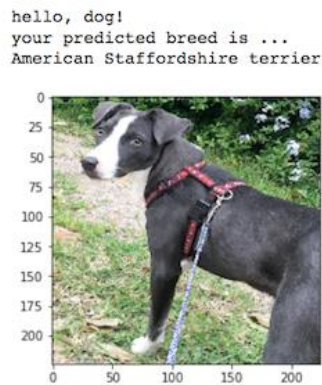 hello, dog!
your predicted breed is ...
American Staffordshire terrier
0
25
50
75
100
125
150
175
200
0 50 100 150 200